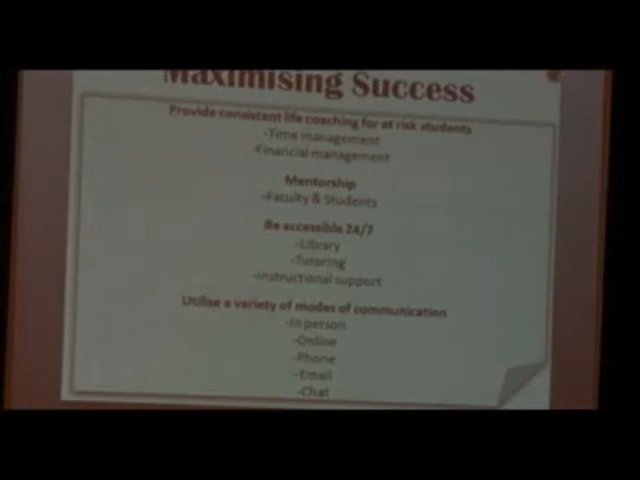 Maximising Success
Provide consistent life coaching for at risk students
-Time management
-Financial management
Mentorship
-Faculty & Students
Be accessible 24/7
-Library
-Tutoring
-Instructional support
Utilise a variety of modes of communication
-In person
-Online
-Phone
-Email
-Chat